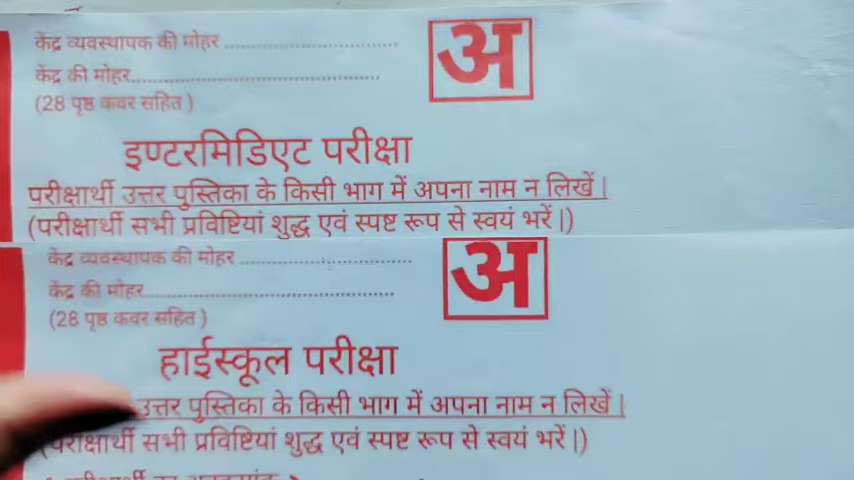 केंद्र व्यवस्थापक की मोहर ........................................
अ
केंद्र की मोहर.........................................................
(28 पृष्ठ कवर सहित )
इण्टरमिडिएट परीक्षा
परीक्षार्थी उत्तर पुस्तिका के किसी भाग में अपना नाम न लिखें |
(परीक्षार्थी सभी प्रविष्टियां शुद्ध एवं स्पष्ट रूप से स्वयं भरें |)
केंद्र व्यवस्थापक की मोहर ........................................
अ
केंद्र की मोहर.........................................................
(28 पृष्ठ कवर सहित )
हाईस्कूल परीक्षा
उत्तर पुस्तिका के किसी भाग में अपना नाम न लिखें |
(परीक्षार्थी सभी प्रविष्टियां शुद्ध एवं स्पष्ट रूप से स्वयं भरें |)